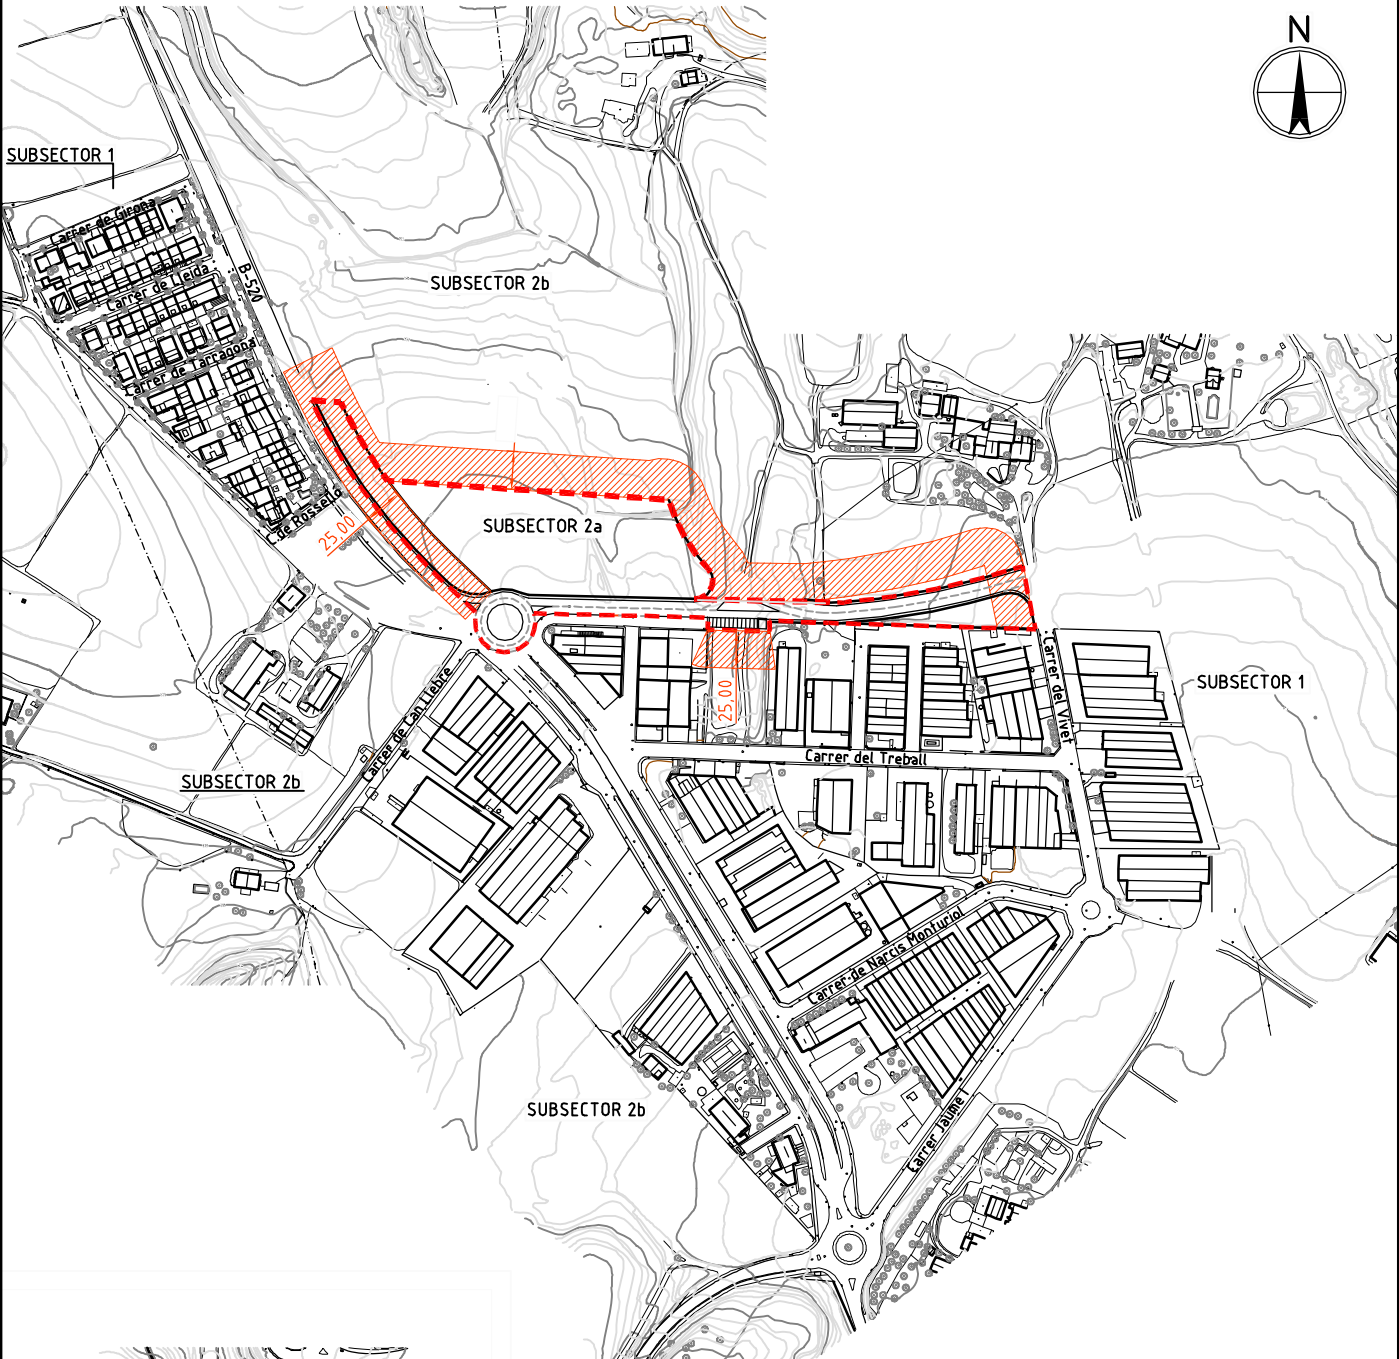 N
SUBSECTOR 1
Carrer de Girona
B-520
Carrer de Lleida
SUBSECTOR 2b
Carrer de Tarragona
C.de Rosselló
25,00
SUBSECTOR 2a
Carrer de Can Llebre
25,00
Carrer del Vivet
SUBSECTOR 1
Carrer del Treball
SUBSECTOR 2b
Carrer de Narcis Monturiol
SUBSECTOR 2b
Carrer Jaume I